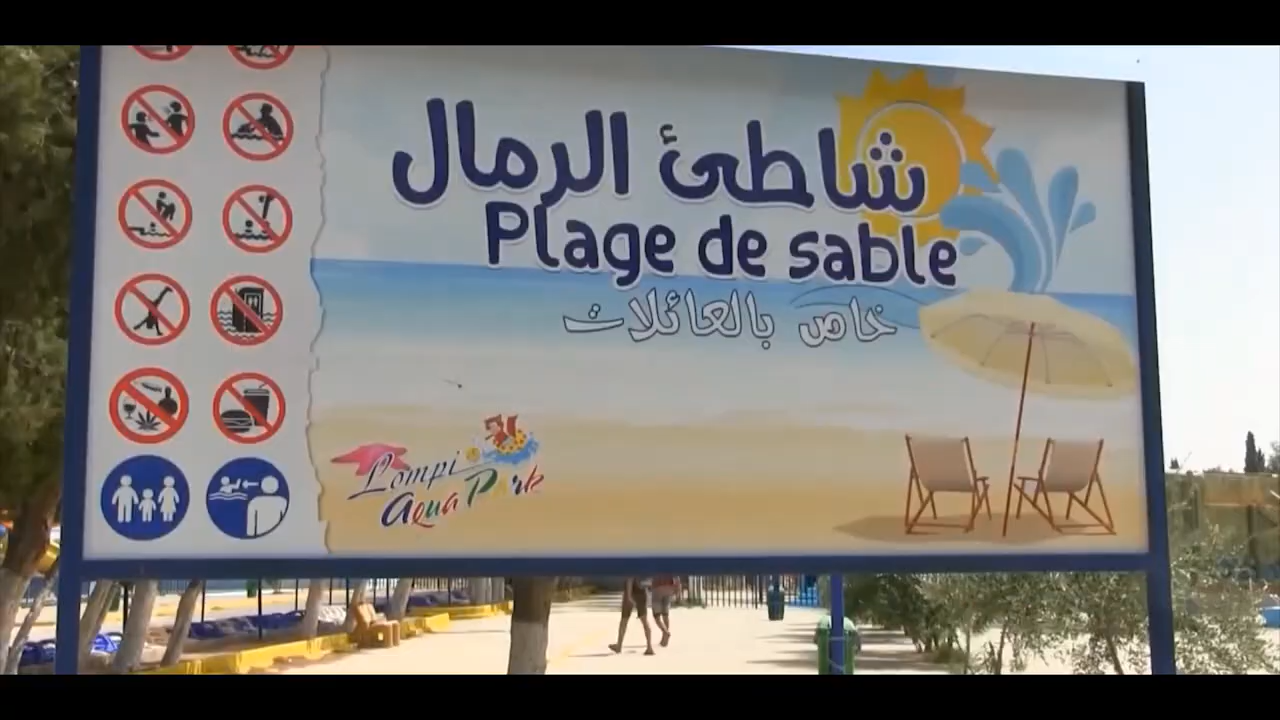 شاطئ الرمال
Plage de sable
خاص بالعائلات
Lompi
Aqua Park